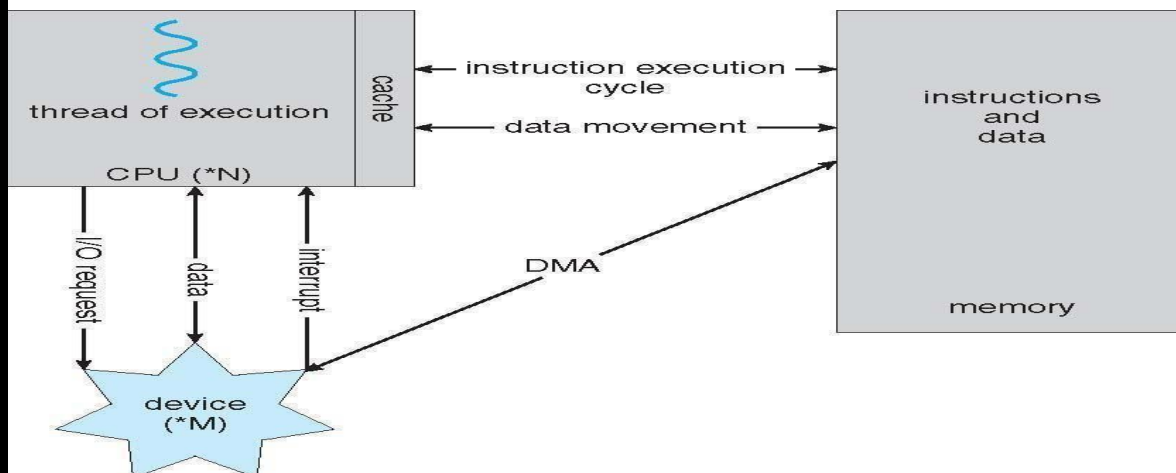 thread of execution
CPU (*N)
cache
instruction execution
cycle
data movement
instructions
and
data
memory
I/O request
data
interrupt
DMA
device
(*M)